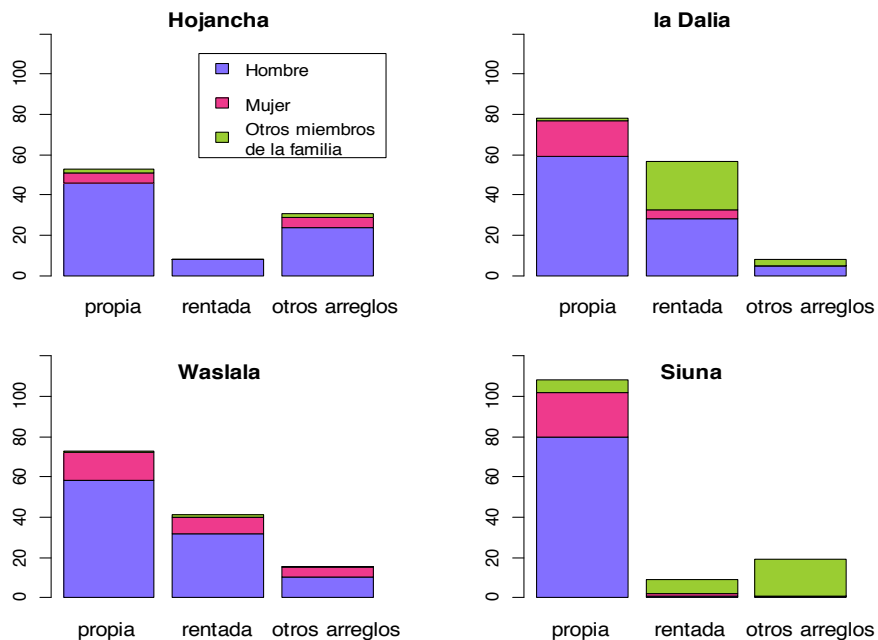 Hojancha
100
80
60
40
20
0
Hombre
Mujer
Otros miembros
de la familia
propia rentada otros arreglos
la Dalia
100
80
60
40
20
0
propia rentada otros arreglos
Waslala
100
80
60
40
20
0
propia rentada otros arreglos
Siuna
100
80
60
40
20
0
propia rentada otros arreglos